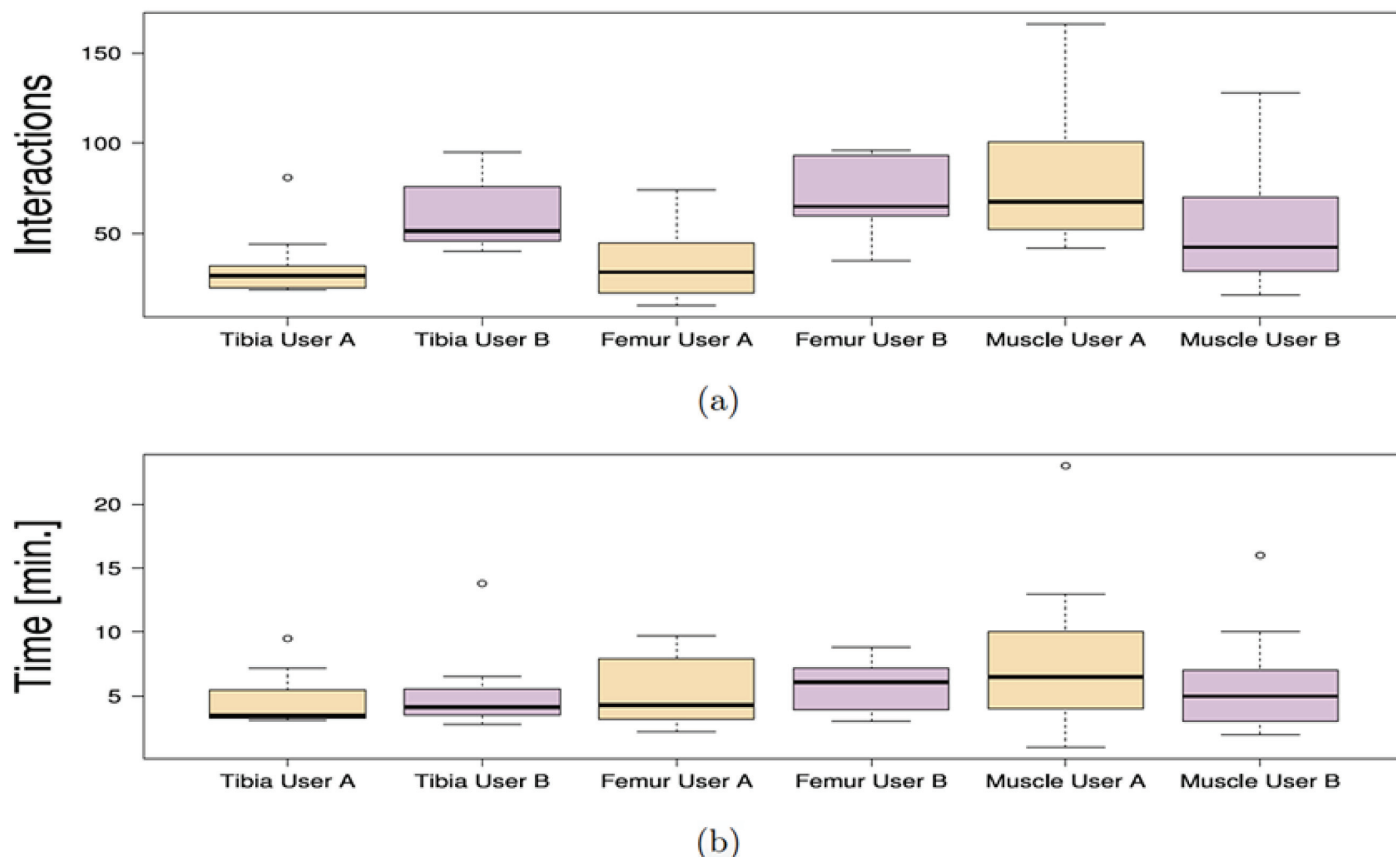 Interactions
150
100
50
Tibia User A Tibia User B Femur User A Femur User B Muscle User A Muscle User B
(a)
Time [min.]
20
15
10
5
Tibia User A Tibia User B Femur User A Femur User B Muscle User A Muscle User B
(b)